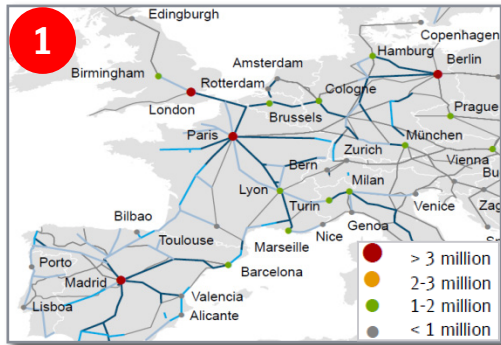 1
Edingburgh
Copenhagen
Hamburg
Berlin
Amsterdam
Birmingham
Rotterdam
Cologne
London
Brussels
Prague
Paris
München
Zurich
Vienna
Bern
Lyon
Milan
Turin
Venice
Bilbao
Genoa
Toulouse
Nice
Marseille
Porto
Madrid
Barcelona
Lisboa
Valencia
Alicante
> 3 million
2-3 million
1-2 million
< 1 million